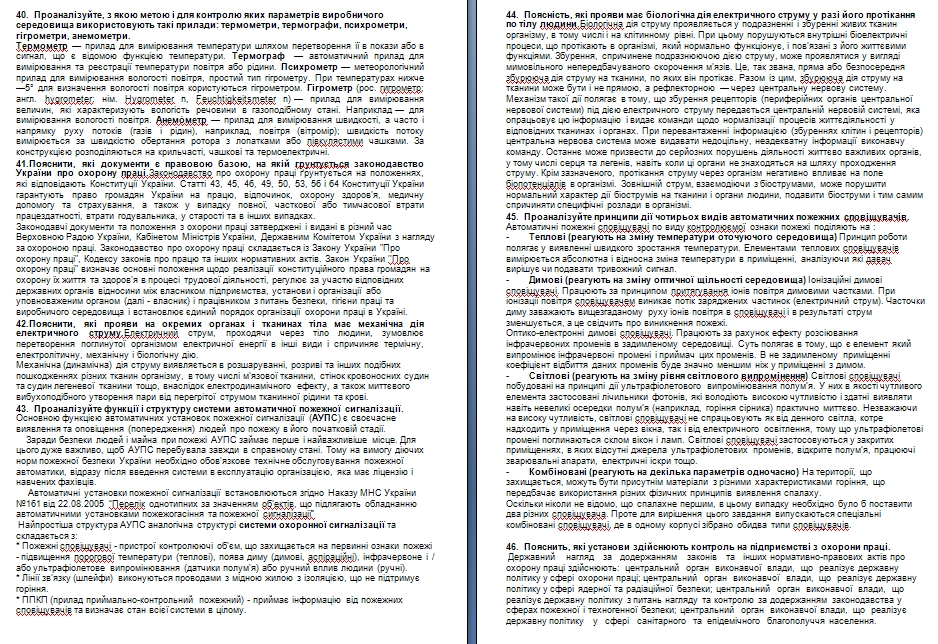 40. Проаналізуйте, з якою метою і для контролю яких параметрів виробничого
середовища використовують такі прилади: термометри, термографи, психрометри,
гігрометри, анемометри.
Термометр — прилад для вимірювання температури шляхом перетворення її в покази або в
сигнал, що є відомою функцією температури. Термограф — автоматичний прилад для
вимірювання та реєстрації температури повітря або рідини. Психрометр — метеорологічний
прилад для вимірювання вологості повітря, простий тип гігрометру. При температурах нижче
—5° для визначення вологості повітря користуються гігрометром. Гігрометр (рос. гигрометр;
англ. hygrometer; нім. Hygrometer n, Feuchtigkeitsmeter n) — прилад для вимірювання
величин, які характеризують вологість речовини в газоподібному стані. Наприклад — для
вимірювання вологості повітря. Анемометр — прилад для вимірювання швидкості, а часто і
напрямку руху потоків (газів і рідин), наприклад, повітря (вітромір); швидкість потоку
вимірюється за швидкістю обертання ротора з лопатками або півкулястими чашками. За
конструкцією розподіляються на крильчаті, чашкові та термоелектричні.
41.Пояснити, які документи є правовою базою, на якій грунтується законодавство
України про охорону праці.Законодавство про охорону праці ґрунтується на положеннях,
які відповідають Конституції України. Статті 43, 45, 46, 49, 50, 53, 56 і 64 Конституції України
гарантують право громадян України на працю, відпочинок, охорону здоров'я, медичну
допомогу та страхування, а також у випадку повної, часткової або тимчасової втрати
працездатності, втрати годувальника, у старості та в інших випадках.
Законодавчі документи та положення з охорони праці затверджені і видані в різний час
Верховною Радою України, Кабінетом Міністрів України, Державним Комітетом України з нагляду
за охороною праці. Законодавство про охорону праці складається із Закону України "Про
охорону праці", Кодексу законів про працю та інших нормативних актів. Закон України "Про
охорону праці" визначає основні положення щодо реалізації конституційного права громадян на
охорону їх життя та здоров'я в процесі трудової діяльності, регулює за участю відповідних
державних органів відносини між власником підприємства, установи і організації або
уповноваженим органом (далі - власник) і працівником з питань безпеки, гігієни праці та
виробничого середовища і встановлює єдиний порядок організації охорони праці в Україні.
42.Поясніти, які прояви на окремих органах і тканинах тіла має механічна дія
електричного струму.Електричний струм, проходячи через тіло людини, зумовлює
перетворення поглинутої організмом електричної енергії в інші види і спричиняє термічну,
електролітичну, механічну і біологічну дію.
Механічна (динамічна) дія струму виявляється в розшаруванні, розриві та інших подібних
пошкодженнях різних тканин організму, в тому числі м'язової тканини, стінок кровоносних судин
та судин легеневої тканини тощо, внаслідок електродинамічного ефекту, а також миттєвого
вибухоподібного утворення пари від перегрітої струмом тканинної рідини та крові.
43. Проаналізуйте функції і структуру системи автоматичної пожежної сигналізації.
Основною функцією автоматичних установок пожежної сигналізації (АУПС) є своєчасне
виявлення та оповіщення (попередження) людей про пожежу в його початковій стадії.
Заради безпеки людей і майна при пожежі АУПС займає перше і найважливіше місце. Для
цього дуже важливо, щоб АУПС перебувала завжди в справному стані. Тому на вимогу діючих
норм пожежної безпеки України необхідно обов'язкове технічне обслуговування пожежної
автоматики, відразу після введення системи в експлуатацію організацією, яка має ліцензію і
навчених фахівців.
Автоматичні установки пожежної сигналізації встановлюються згідно Наказу МНС України
№161 від 22.08.2005 "Перелік однотипних за значенням об'єктів, що підлягають обладнанню
автоматичними установками пожежогасіння та пожежної сигналізації".
Найпростіша структура АУПС аналогічна структурі системи охоронної сигналізації та
складається з:
* Пожежні сповіщувачі - пристрої контролюючі об'єм, що захищається на первинні ознаки пожежі
- підвищення порогової температури (теплові), поява диму (димові, аспіраційні), інфрачервоне і /
або ультрафіолетове випромінювання (датчики полум'я) або ручний вплив людини (ручні).
* Лінії зв'язку (шлейфи) виконуються проводами з мідною жилою з ізоляцією, що не підтримує
горіння.
* ППКП (прилад приймально-контрольний пожежний) - приймає інформацію від пожежних
сповіщувачів та визначає стан всієї системи в цілому.
44. Поясність, які прояви має біологічна дія електричного струму у разі його протікання
по тілу людини.Біологічна дія струму проявляється у подразненні і збуренні живих тканин
організму, в тому числі і на клітинному рівні. При цьому порушуються внутрішні біоелектричні
процеси, що протікають в організмі, який нормально функціонує, і пов'язані з його життєвими
функціями. Збурення, спричинене подразнюючою дією струму, може проявлятися у вигляді
мимовільного непередбачуваного скорочення м'язів. Це, так звана, пряма або безпосередня
збурююча дія струму на тканини, по яких він протікає. Разом із цим, збурююча дія струму на
тканини може бути і не прямою, а рефлекторною — через центральну нервову систему.
Механізм такої дії полягає в тому, що збурення рецепторів (периферійних органів центральної
нервової системи) під дією електричного струму передається центральній нервовій системі, яка
опрацьовує цю інформацію і видає команди щодо нормалізації процесів життєдіяльності у
відповідних тканинах і органах. При перевантаженні інформацією (збуреннях клітин і рецепторів)
центральна нервова система може видавати недоцільну, неадекватну інформації виконавчу
команду. Останнє може призвести до серйозних порушень діяльності життєво важливих органів,
у тому числі серця та легенів, навіть коли ці органи не знаходяться на шляху проходження
струму. Крім зазначеного, протікання струму через організм негативно впливає на поле
біопотенціалів в організмі. Зовнішній струм, взаємодіючи з біострумами, може порушити
нормальний характер дії біострумів на тканини і органи людини, подавити біоструми і тим самим
спричинити специфічні розлади в організмі.
45. Проаналізуйте принципи дії чотирьох видів автоматичних пожежних сповіщувачів.
Автоматичні пожежні сповіщувачі по виду контролюємої ознаки пожежі поділяють на :
- Теплові (реагують на зміну температури оточуючого середовища) Принцип роботи
полягає у виявленні швидкого зростання температури. Елементами теплових сповіщувачів
вимірюється абсолютна і відносна зміна температури в приміщенні, аналізуючі які давач
вирішує чи подавати тривожний сигнал.
- Димові (реагують на зміну оптичної щільності середовища) Іонізаційні димові
сповіщувачі. Працюють за принципом притягування іонів повітря димовими частками. При
іонізації повітря сповіщувачем виникає потік заряджених частинок (електричний струм). Часточки
диму заважають вищезгаданому руху іонів повітря в сповіщувачі і в результаті струм
зменшується, а це свідчить про виникнення пожежі.
Оптико-електронні димові сповіщувачі. Працюють за рахунок ефекту розсіювання
інфрачервоних променів в задимленому середовищі. Суть полягає в тому, що є елемент який
випромінює інфрачервоні промені і приймач цих променів. В не задимленому приміщенні
коефіцієнт відбиття даних променів буде значно меншим ніж у приміщенні з димом.
- Світлові (реагують на зміну рівня світлового випромінення) Світлові сповіщувачі
побудовані на принципі дії ультрафіолетового випромінювання полум'я. У них в якості чутливого
елемента застосовані лічильники фотонів, які володіють високою чутливістю і здатні виявляти
навіть невеликі осередки полум'я (наприклад, горіння сірника) практично миттєво. Незважаючи
на високу чутливість, світлові сповіщувачі не спрацьовують як від денного світла, котре
надходить у приміщення через вікна, так і від електричного освітлення, тому що ультрафіолетові
промені поглинаються склом вікон і ламп. Світлові сповіщувачі застосовуються у закритих
приміщеннях, в яких відсутні джерела ультрафіолетових променів, відкрите полум'я, працюючі
зварювальні апарати, електричні іскри тощо.
- Комбіновані (реагують на декілька параметрів одночасно) На території, що
захищається, можуть бути присутнім матеріали з різними характеристиками горіння, що
передбачає використання різних фізичних принципів виявлення спалаху.
Оскільки ніколи не відомо, що спалахне першим, в цьому випадку необхідно було б поставити
два різних сповіщувача. Проте для вирішення цього завдання випускаються спеціальні
комбіновані сповіщувачі, де в одному корпусі зібрано обидва типи сповіщувачів.
46. Пояснить, які установи здійснюють контроль на підприємстві з охорони праці.
Державний нагляд за додержанням законів та інших нормативно-правових актів про
охорону праці здійснюють: центральний орган виконавчої влади, що реалізує державну
політику у сфері охорони праці; центральний орган виконавчої влади, що реалізує державну
політику у сфері ядерної та радіаційної безпеки; центральний орган виконавчої влади, що
реалізує державну політику з питань нагляду та контролю за додержанням законодавства у
сферах пожежної і техногенної безпеки; центральний орган виконавчої влади, що реалізує
державну політику у сфері санітарного та епідемічного благополуччя населення.